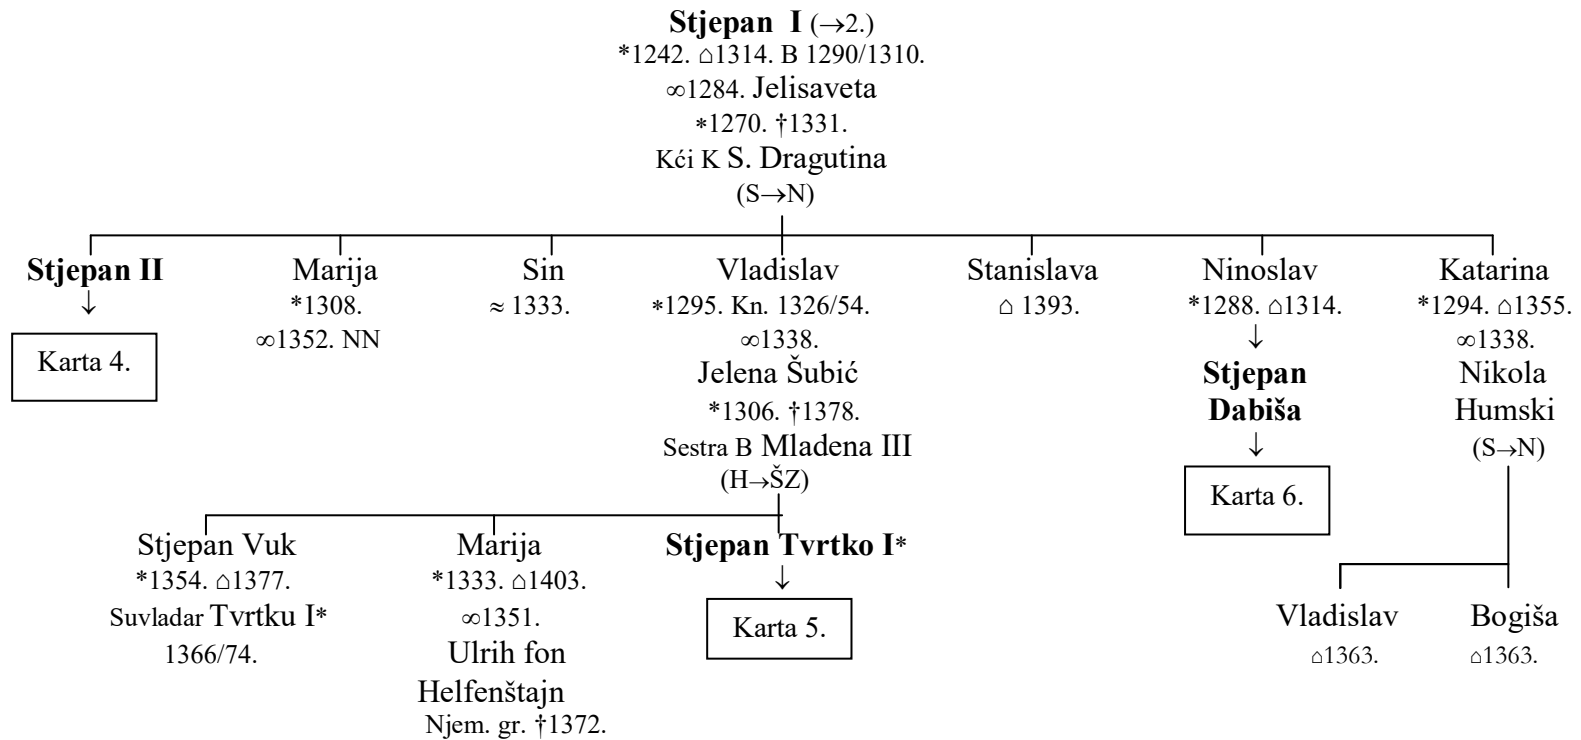 Stjepan I (→2.)
*1242. ⌂1314. B 1290/1310.
∞1284. Jelisaveta
*1270. †1331.
Kći K S. Dragutina
(S→N)
Stjepan II
↓
Karta 4.
Marija
*1308.
∞1352. NN
Sin
≈ 1333.
Vladislav
*1295. Kn. 1326/54.
∞1338.
Jelena Šubić
*1306. †1378.
Sestra B Mladena III
(H→ŠZ)
Stanislava
⌂ 1393.
Ninoslav
*1288. ⌂1314.
↓
Stjepan
Dabiša
↓
Karta 6.
Katarina
*1294. ⌂1355.
∞1338.
Nikola
Humski
(S→N)
Stjepan Vuk
*1354. ⌂1377.
Suvladar Tvrtku I*
1366/74.
Marija
*1333. ⌂1403.
∞1351.
Ulrih fon
Helfenštajn
Njem. gr. †1372.
Stjepan Tvrtko I*
↓
Karta 5.
Vladislav
⌂1363.
Bogiša
⌂1363.